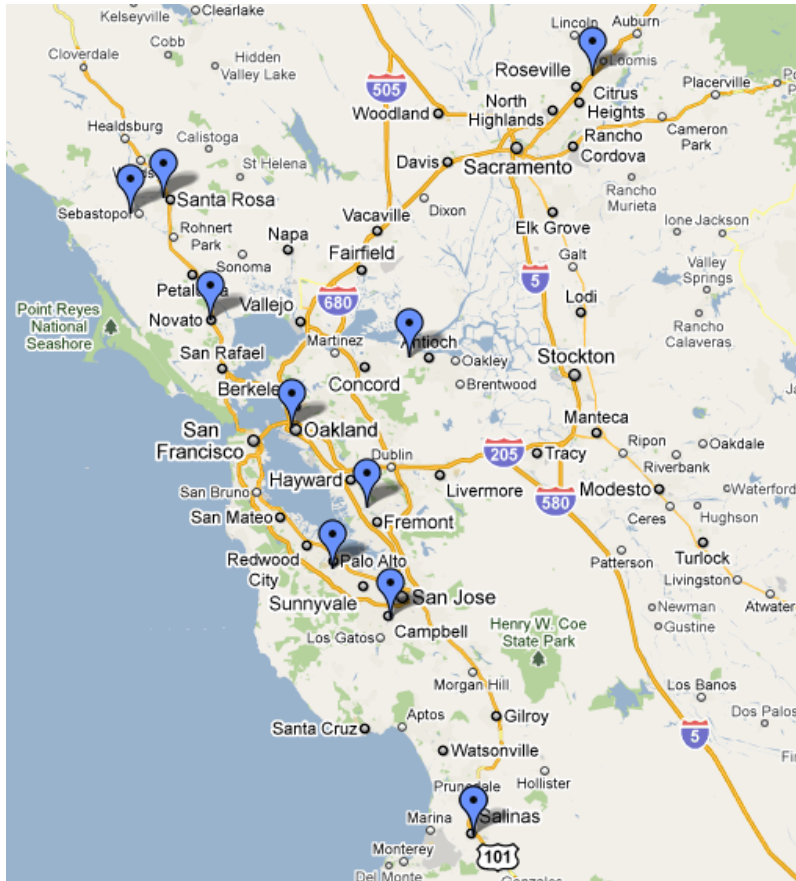 Kelseyville
Clearlake
Lincoln
Auburn
Cloverdale
Cobb
Hidden
Valley Lake
Loomis
Roseville
505
Placerville
Citrus
Heights
North
Highlands
Woodland
Healdsburg
Calistoga
Cameron
Park
Rancho
Cordova
St Helena
Davis
Sacramento
Santa Rosa
Dixon
Rancho
Murieta
Sebastopol
Vacaville
Rohnert
Park
Napa
Elk Grove
Ione
Jackson
Sonoma
Fairfield
Galt
Valley
Springs
5
680
Point Reyes
National
Seashore
Novato
Vallejo
Lodi
Rancho
Calaveras
Martinez
Antioch
San Rafael
Oakley
Stockton
Concord
Brentwood
San
Francisco
Oakland
Manteca
205
Tracy
Ripon
Oakdale
Dublin
Riverbank
Hayward
Livermore
580
Modesto
Waterford
San Bruno
San Mateo
Fremont
Ceres
Hughson
Redwood
City
Palo Alto
Patterson
Turlock
Livingston
Sunnyvale
San Jose
Newman
Atwater
Campbell
Gustine
Los Gatos
Henry W. Coe
State Park
Morgan Hill
Los Banos
Santa Cruz
Aptos
Gilroy
Dos Palos
5
Watsonville
Hollister
Marina
Salinas
101
Monterey
Del Monte